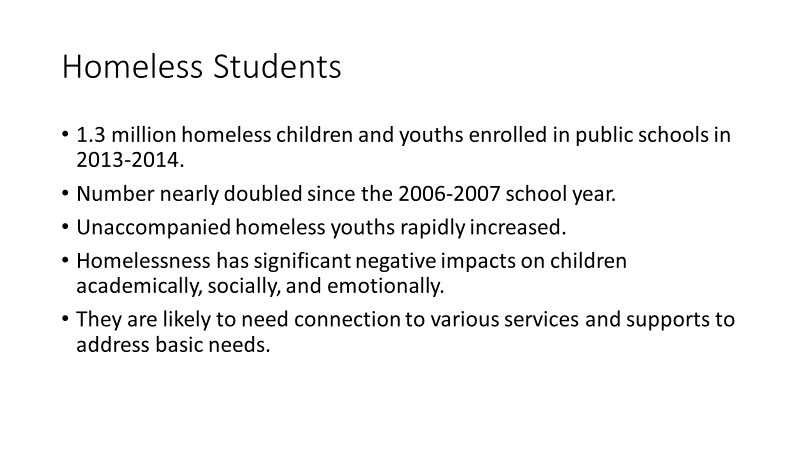 Homeless Students
• 1.3 million homeless children and youths enrolled in public schools in
2013-2014.
• Number nearly doubled since the 2006-2007 school year.
• Unaccompanied homeless youths rapidly increased.
• Homelessness has significant negative impacts on children
academically, socially, and emotionally.
• They are likely to need connection to various services and supports to
address basic needs.